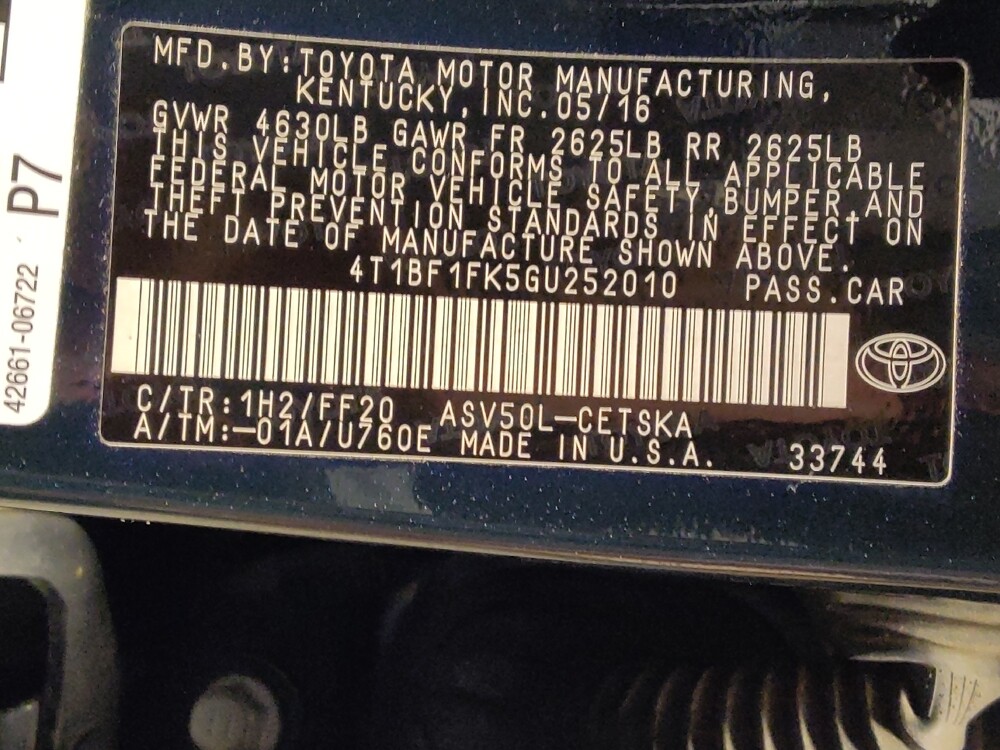 MFD.BY:TOYOTA MOTOR MANUFACTURING,
KENTUCKY, INC.05/16
GVWR 4630LB GAWR FR 2625LB RR 2625LB
THIS VEHICLE CONFORMS TO ALL APPLICABLE
FEDERAL MOTOR VEHICLE SAFETY,BUMPER,AND
THEFT PREVENTION STANDARDS IN EFFECT ON
THE DATE OF MANUFACTURE SHOWN ABOVE.
4T1BF1FK5GU252010 PASS.CAR
C/TR:1H2/FF20 ASV50L-CETSKA
A/TM:-01A/U760E MADE IN U.S.A. 33744
42661-06722 P7